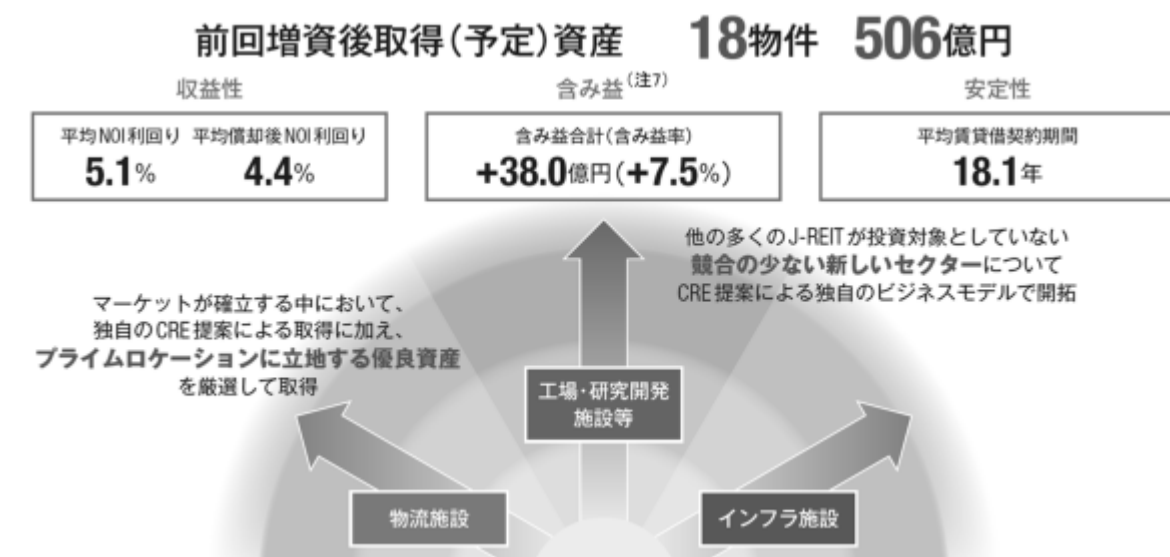 前回増資後取得(予定)資産 18物件 506億円
収益性
平均NOI利回り 平均償却後NOI利回り
5.1% 4.4%
含み益(注7)
含み益合計(含み益率)
+38.0億円(+7.5%)
安定性
平均賃貸借契約期間
18.1年
他の多くのJ-REITが投資対象としていない
競合の少ない新しいセクターについて
CRE提案による独自のビジネスモデルで開拓
マーケットが確立する中において、
独自のCRE提案による取得に加え、
プライムロケーションに立地する優良資産
を厳選して取得
工場・研究開発
施設等
物流施設
インフラ施設